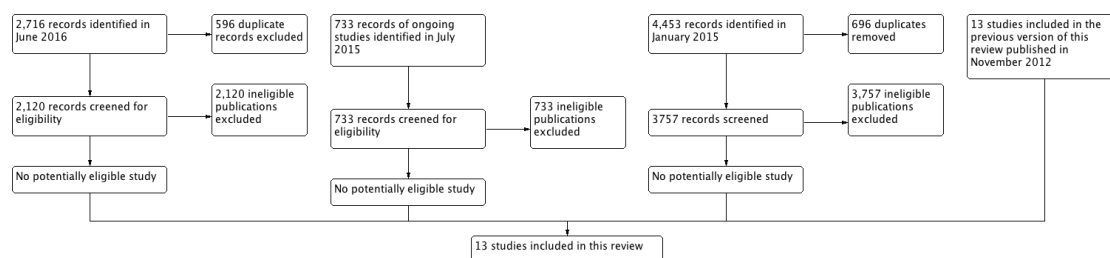 2,716 records identified in
June 2016
596 duplicate
records excluded
2,120 records creened for
eligibility
2,120 ineligible
publications
excluded
No potentially eligible study
733 records of ongoing
studies identified in July
2015
733 records creened for
eligibility
733 ineligible
publications
excluded
No potentially eligible study
4,453 records identified in
January 2015
696 duplicates
removed
3757 records screened
3,757 ineligible
publications
excluded
No potentially eligible study
13 studies included in the
previous version of this
review published in
November 2012
13 studies included in this review